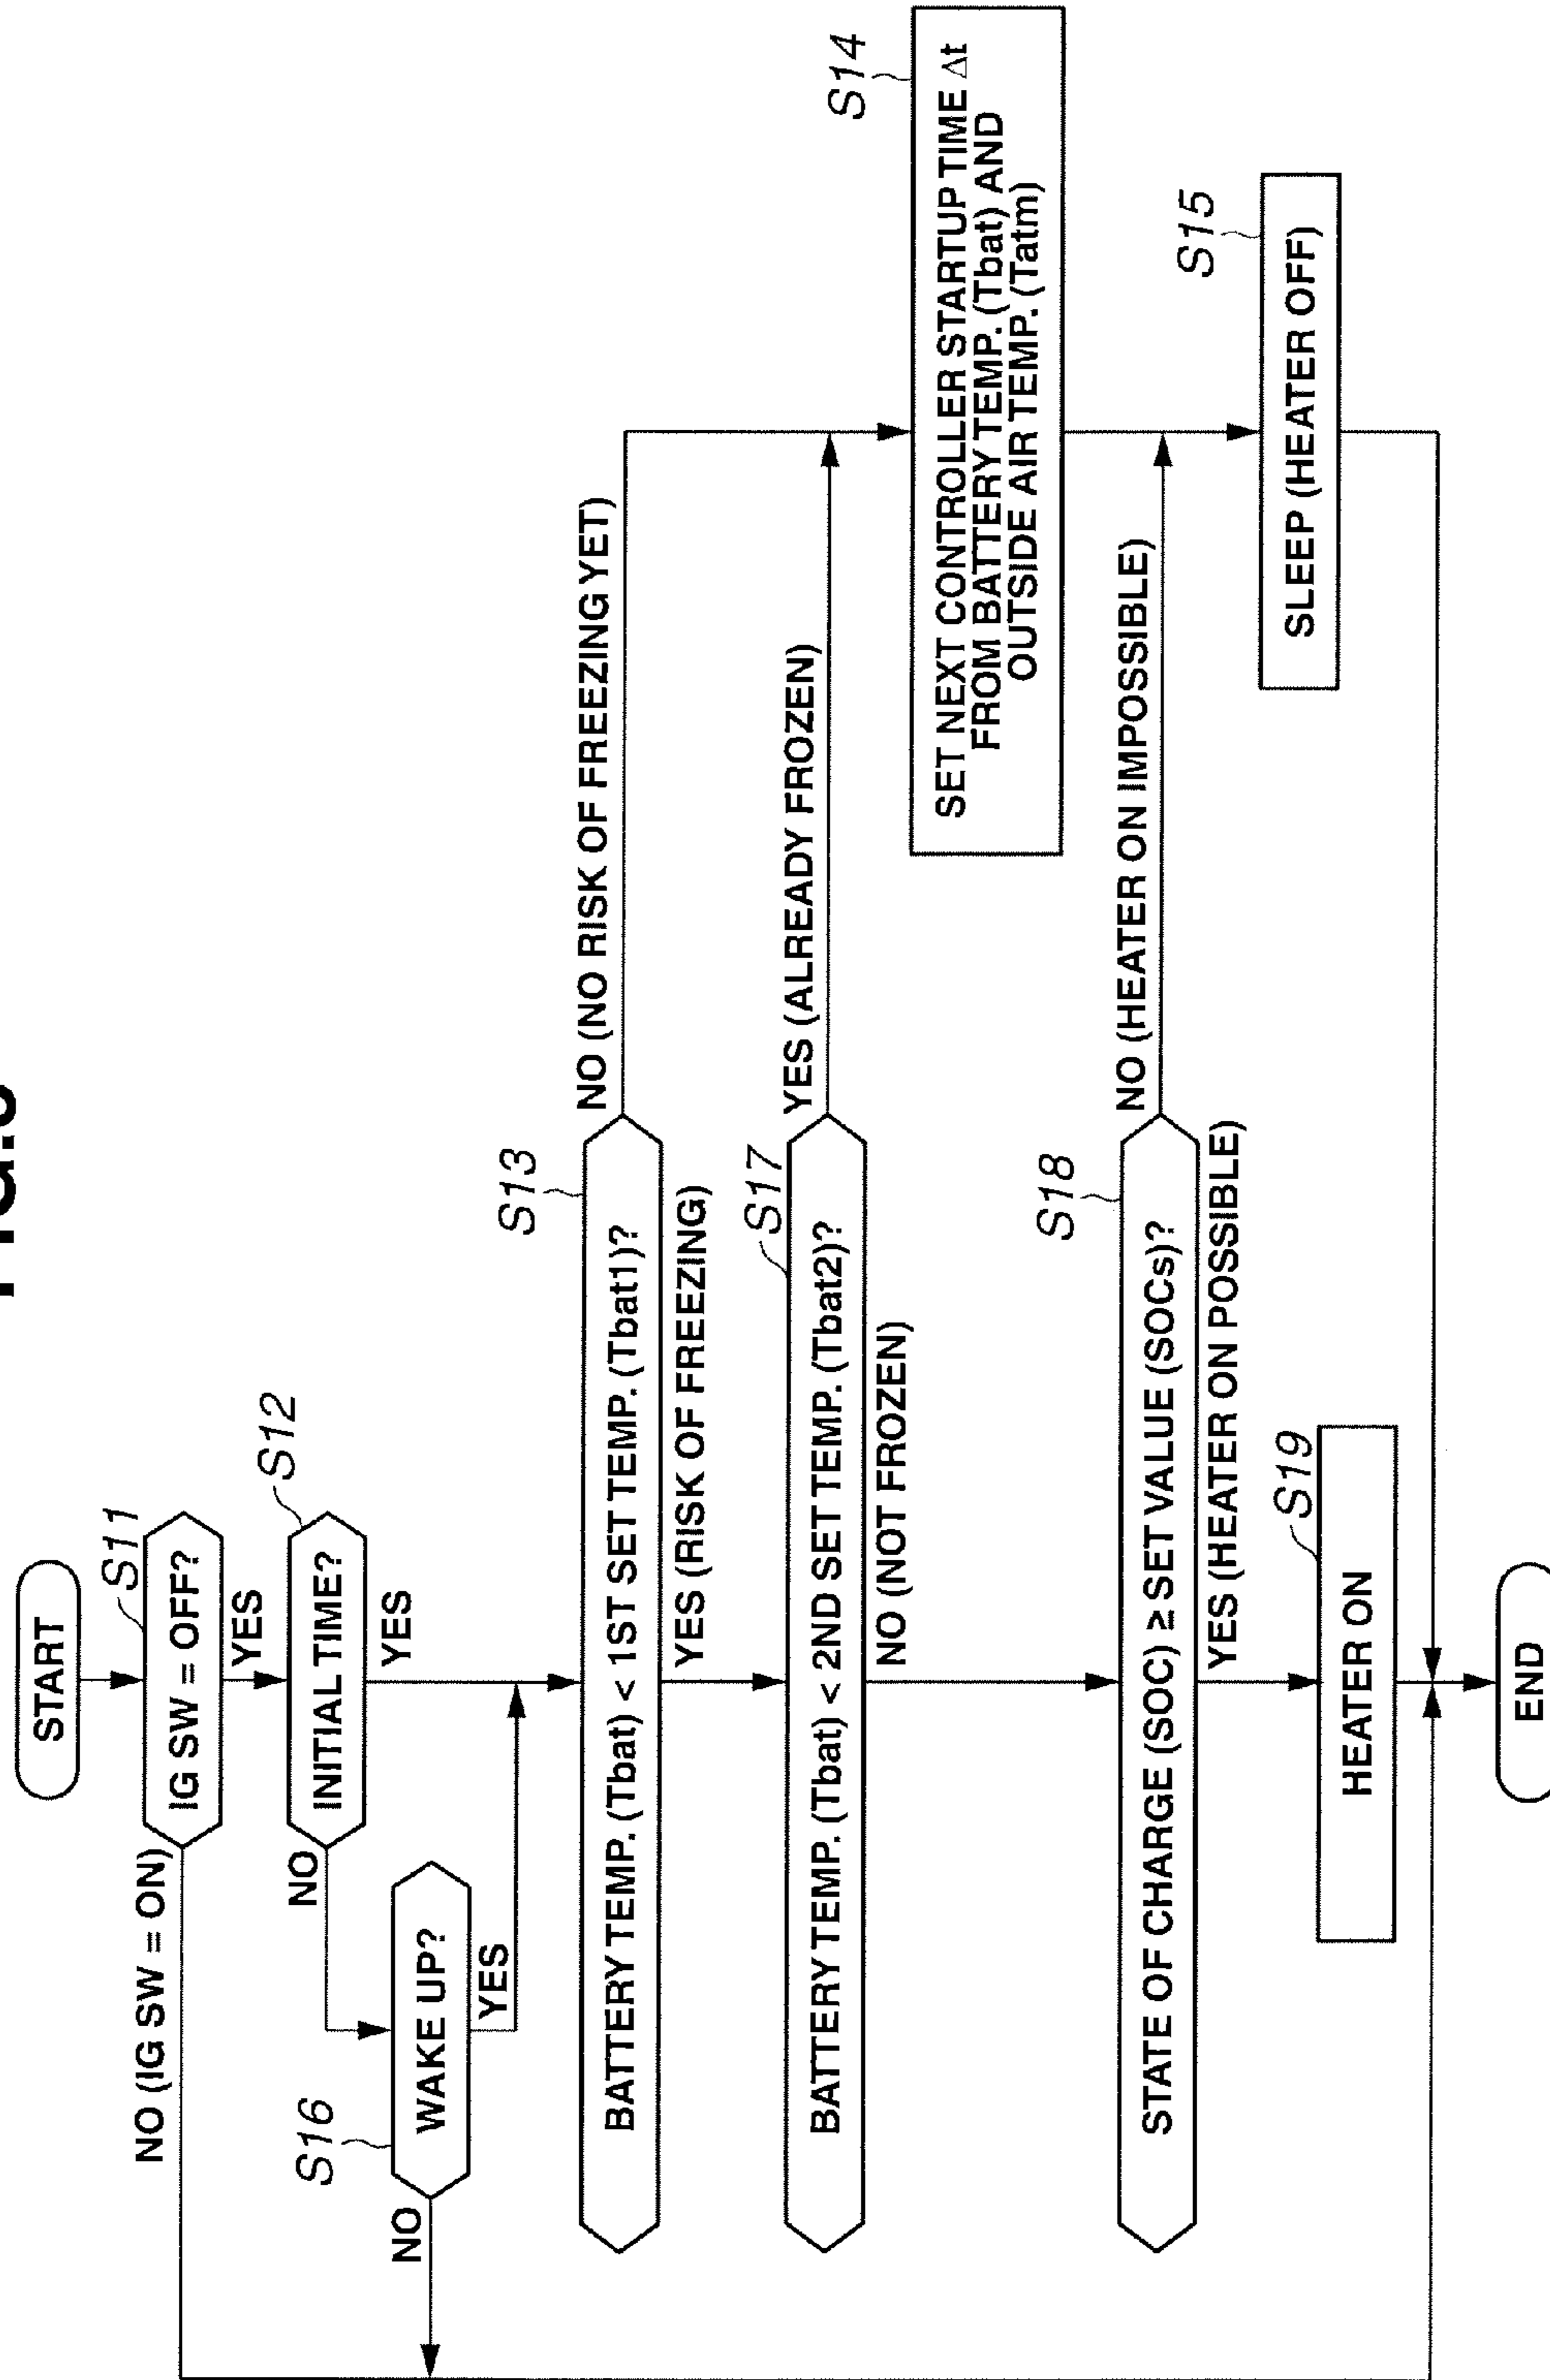 START
S11
IG SW = OFF?
NO (IG SW = ON)
YES
S12
INITIAL TIME?
NO
YES
S16
WAKE UP?
NO
YES
S13
BATTERY TEMP. (Tbat) < 1ST SET TEMP. (Tbat1)?
NO (NO RISK OF FREEZING YET)
YES (RISK OF FREEZING)
S17
BATTERY TEMP. (Tbat) < 2ND SET TEMP. (Tbat2)?
YES (ALREADY FROZEN)
NO (NOT FROZEN)
S14
SET NEXT CONTROLLER STARTUP TIME Δt
FROM BATTERY TEMP. (Tbat) AND
OUTSIDE AIR TEMP. (Tatm)
S18
STATE OF CHARGE (SOC) ≥ SET VALUE (SOCs)?
NO (HEATER ON IMPOSSIBLE)
YES (HEATER ON POSSIBLE)
S15
SLEEP (HEATER OFF)
S19
HEATER ON
END